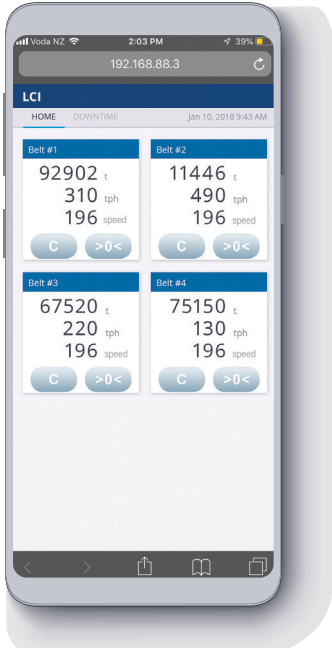 Voda NZ 2:03 PM 39%
192.168.88.3
LCI
HOME DOWNTIME Jan 10, 2018 9:43 AM
Belt #1 Belt #2
92902 t 11446 t
310 tph 490 tph
196 speed 196 speed
C >0< C >0<
Belt #3 Belt #4
67520 t 75150 t
220 tph 130 tph
196 speed 196 speed
C >0< C >0<